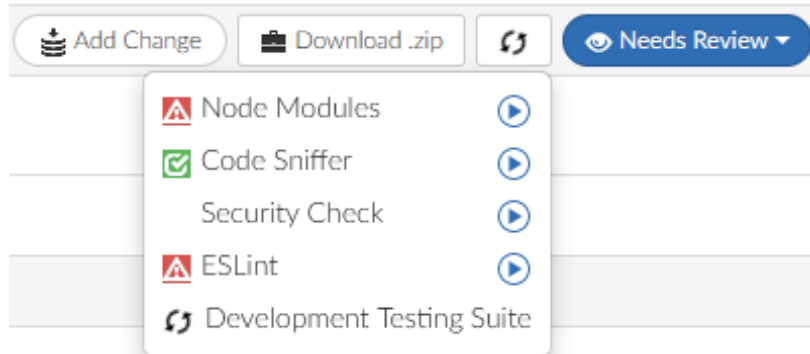 Add Change Download .zip Needs Review
Node Modules
Code Sniffer
Security Check
ESLint
Development Testing Suite